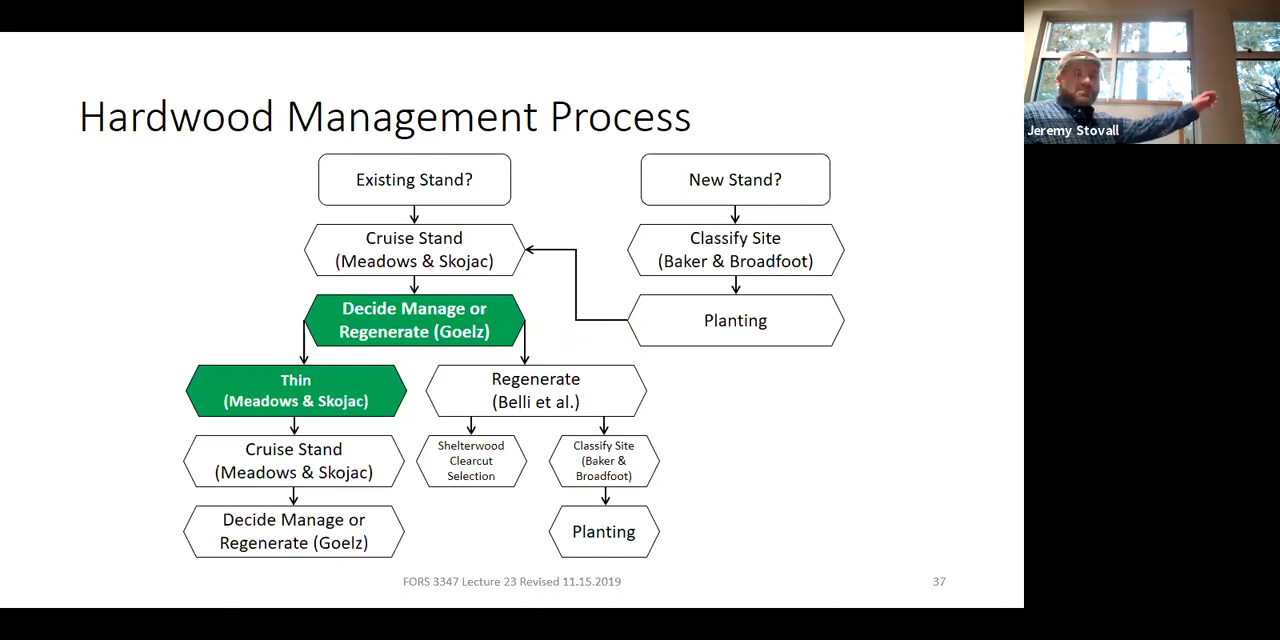 Hardwood Management Process
Existing Stand?
New Stand?
Cruise Stand
(Meadows & Skojac)
Classify Site
(Baker & Broadfoot)
Decide Manage or
Regenerate (Goelz)
Planting
Thin
(Meadows & Skojac)
Regenerate
(Belli et al.)
Cruise Stand
(Meadows & Skojac)
Shelterwood
Clearcut
Selection
Classify Site
(Baker &
Broadfoot)
Decide Manage or
Regenerate (Goelz)
Planting
FORS 3347 Lecture 23 Revised 11.15.2019
37
Jeremy Stovall